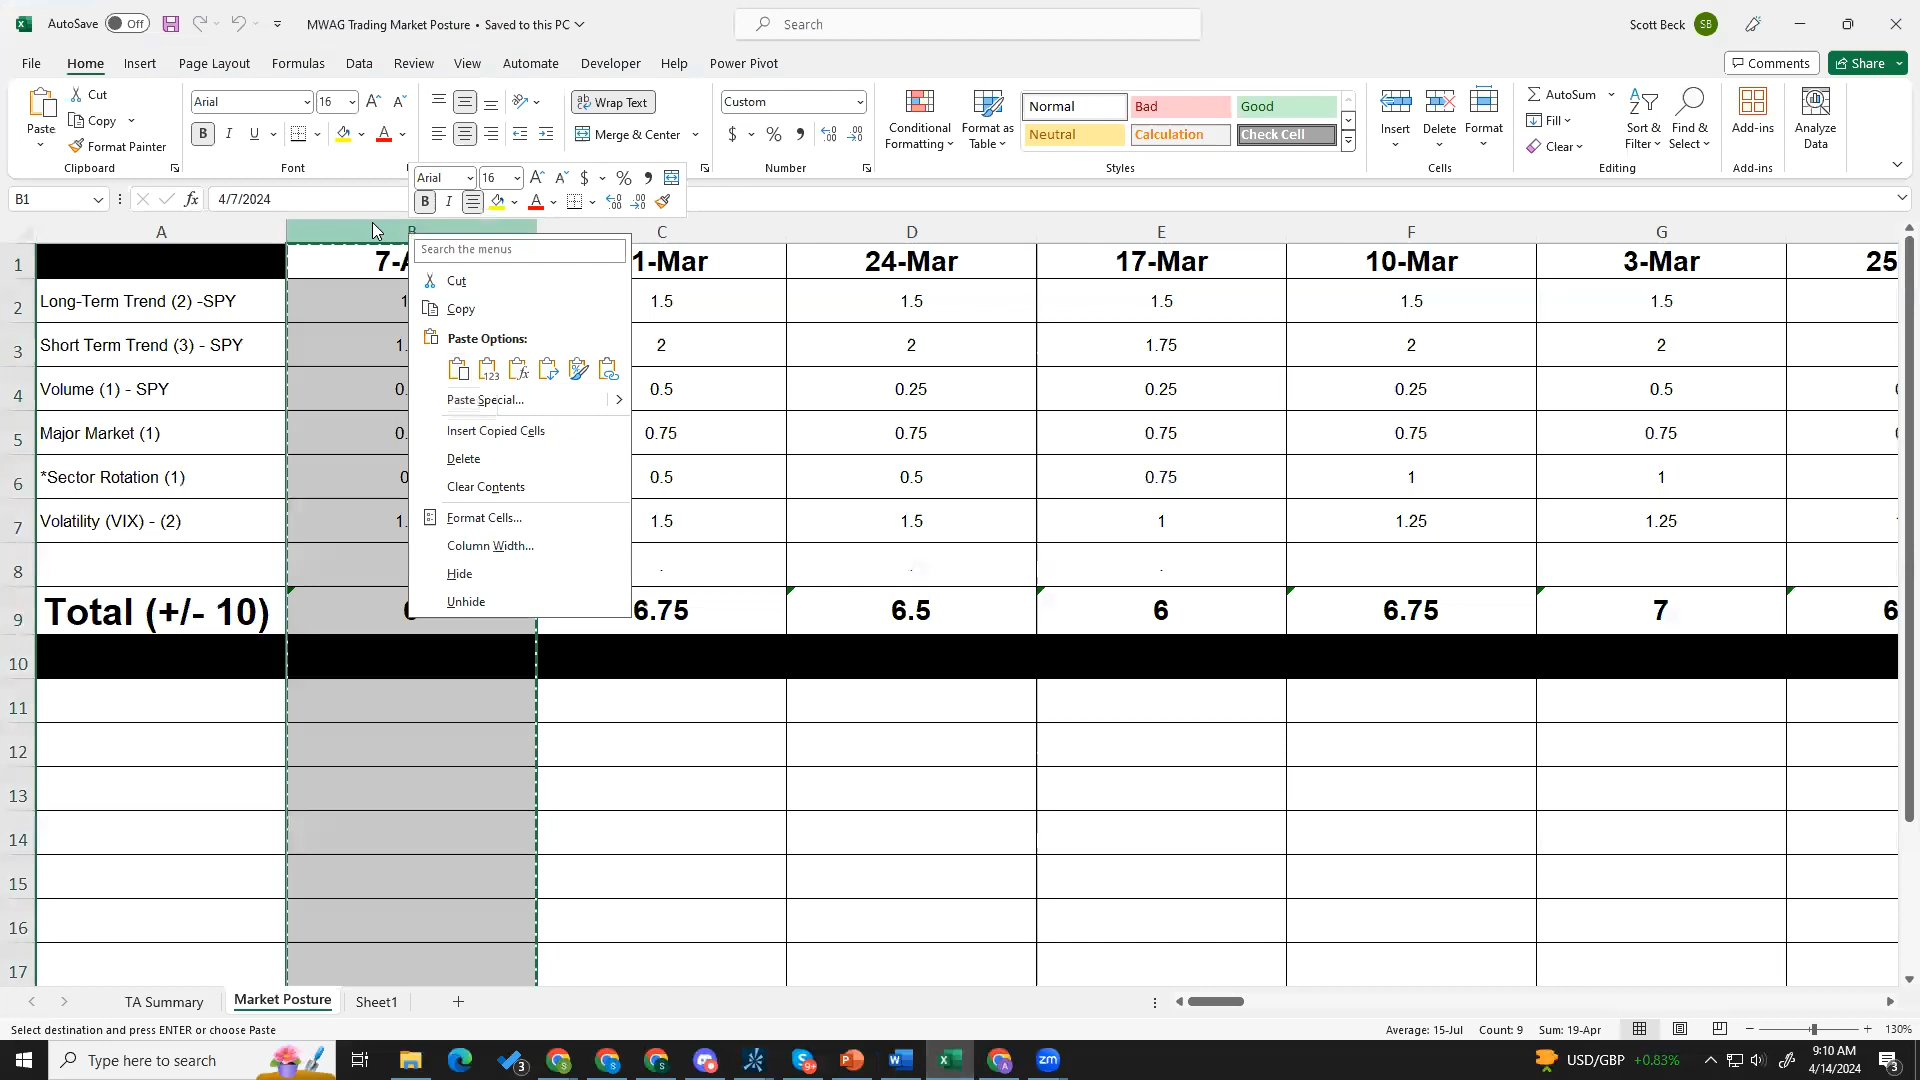 AutoSave Off MWAG Trading Market Posture • Saved to this PC Search Scott Beck SB
File Home Insert Page Layout Formulas Data Review View Automate Developer Help Power Pivot Comments Share
Cut
Copy
Format Painter
Paste
Clipboard
Arial 16
B I U A
Font
Wrap Text
Merge & Center
Custom
$ %
Number
Conditional Formatting
Format as Table
Normal Bad Good
Neutral Calculation Check Cell
Styles
Insert Delete Format
Cells
AutoSum
Fill
Clear
Sort & Filter
Find & Select
Editing
Add-ins
Add-ins
Analyze Data
Arial 16 $ %
B I A
B1 fx 4/7/2024
A B C D E F G
1 7-A 1-Mar 24-Mar 17-Mar 10-Mar 3-Mar 25
2 Long-Term Trend (2) -SPY 1 1.5 1.5 1.5 1.5 1.5
3 Short Term Trend (3) - SPY 1. 2 2 1.75 2 2
4 Volume (1) - SPY 0. 0.5 0.25 0.25 0.25 0.5
5 Major Market (1) 0. 0.75 0.75 0.75 0.75 0.75
6 *Sector Rotation (1) 0 0.5 0.5 0.75 1 1
7 Volatility (VIX) - (2) 1. 1.5 1.5 1 1.25 1.25
8 . . .
9 Total (+/- 10) 6.75 6.5 6 6.75 7 6
10
11
12
13
14
15
16
17
Search the menus
Cut
Copy
Paste Options:
123 fx
Paste Special...
Insert Copied Cells
Delete
Clear Contents
Format Cells...
Column Width...
Hide
Unhide
TA Summary Market Posture Sheet1
Select destination and press ENTER or choose Paste Average: 15-Jul Count: 9 Sum: 19-Apr 130%
Type here to search USD/GBP +0.83% 9:10 AM
4/14/2024